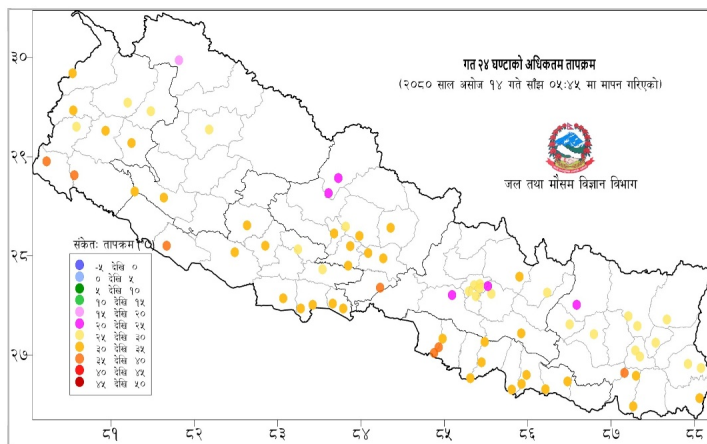 गत २४ घण्टाको अधिकतम तापक्रम
(२०८० साल असोज १४ गते साँझ ०५:४५ मा मापन गरिएको)
जल तथा मौसम विज्ञान विभाग
३०
२९
२८
२७
संकेतः तापक्रम (°C)
-५ देखि ०
० देखि ५
५ देखि १०
१० देखि १५
१५ देखि २०
२० देखि २५
२५ देखि ३०
३० देखि ३५
३५ देखि ४०
४० देखि ४५
४५ देखि ५०
८१ ८२ ८३ ८४ ८५ ८६ ८७ ८८